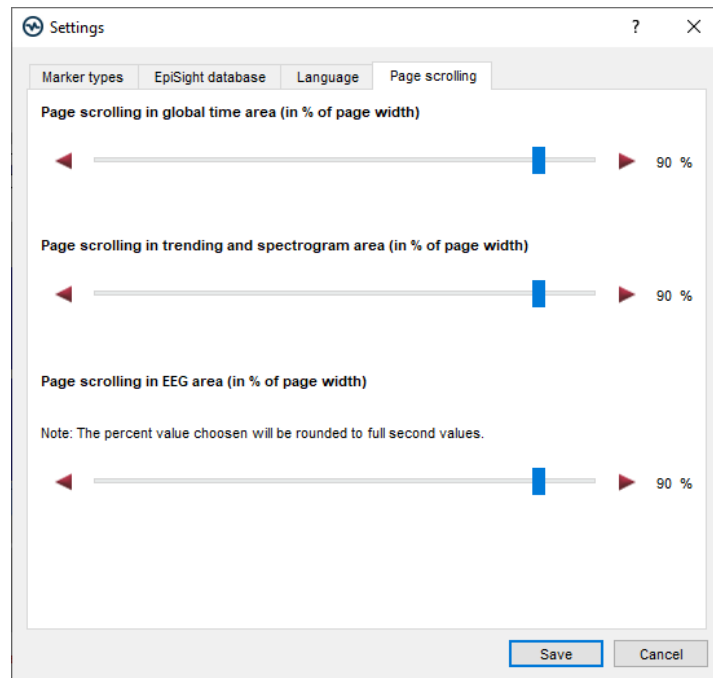 Settings
?
Marker types EpiSight database Language Page scrolling
Page scrolling in global time area (in % of page width)
90 %
Page scrolling in trending and spectrogram area (in % of page width)
90 %
Page scrolling in EEG area (in % of page width)
Note: The percent value choosen will be rounded to full second values.
90 %
Save Cancel